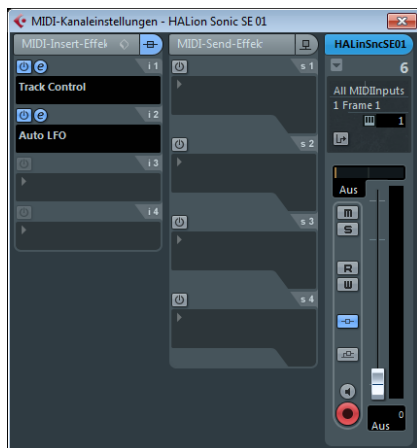 MIDI-Kanaleinstellungen - HALion Sonic SE 01
MIDI-Insert-Effek
MIDI-Send-Effekt
HALinSncSE01
e
i 1
Track Control
e
i 2
Auto LFO
i 3
i 4
s 1
s 2
s 3
s 4
6
All MIDIInputs
1 Frame 1
1
Aus
m
S
R
W
0
Aus